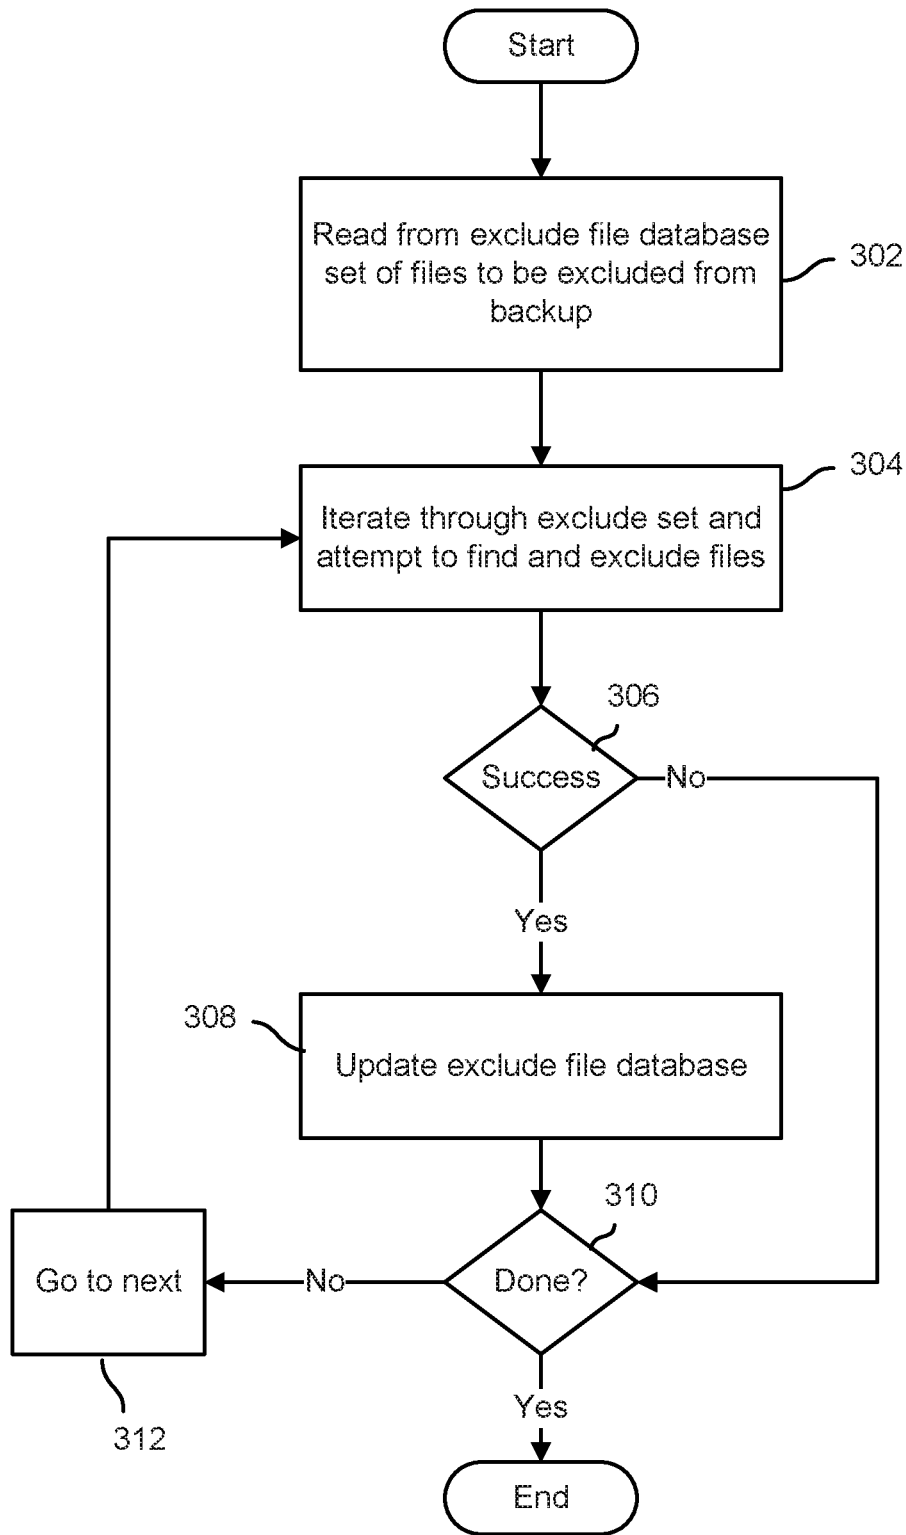 Start
Read from exclude file database
set of files to be excluded from
backup
302
304
Iterate through exclude set and
attempt to find and exclude files
306
Success
No
Yes
308
Update exclude file database
310
Done?
No
Go to next
312
Yes
End